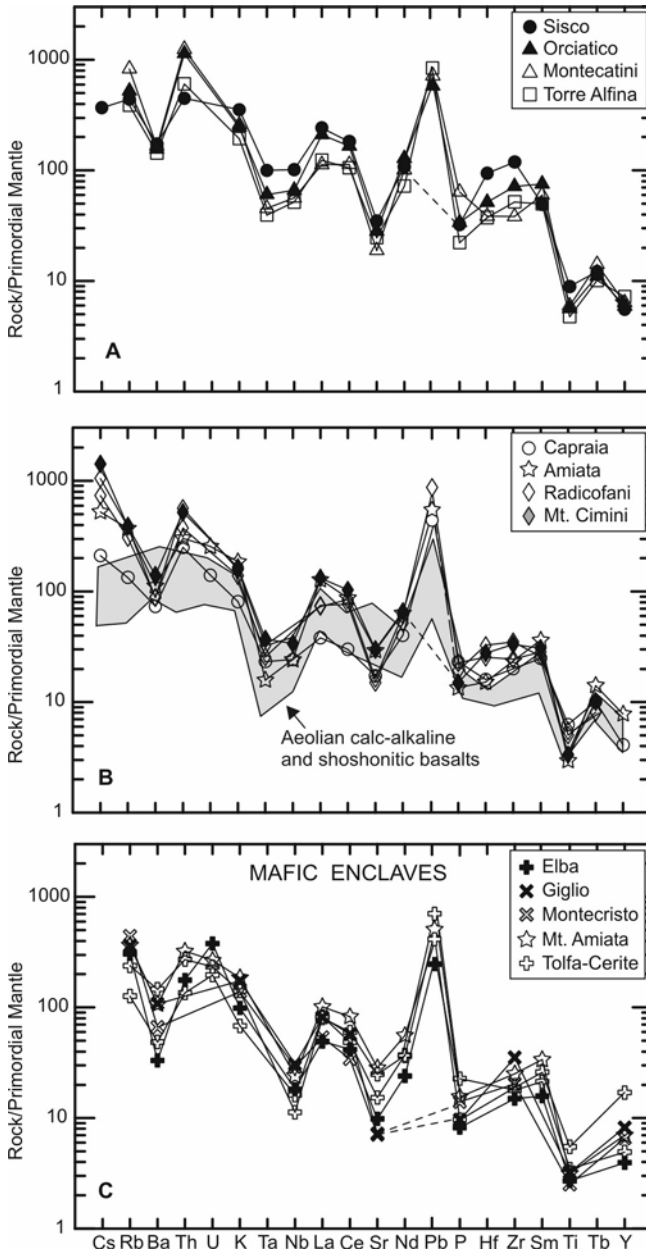 Sisco
Orciatico
Montecatini
Torre Alfina
1000
100
10
1
Rock/Primordial Mantle
A
Capraia
Amiata
Radicofani
Mt. Cimini
1000
100
10
1
Rock/Primordial Mantle
Aeolian calc-alkaline
and shoshonitic basalts
B
MAFIC ENCLAVES
Elba
Giglio
Montecristo
Mt. Amiata
Tolfa-Cerite
1000
100
10
1
Rock/Primordial Mantle
C
Cs Rb Ba Th U K Ta Nb La Ce Sr Nd Pb P Hf Zr Sm Ti Tb Y